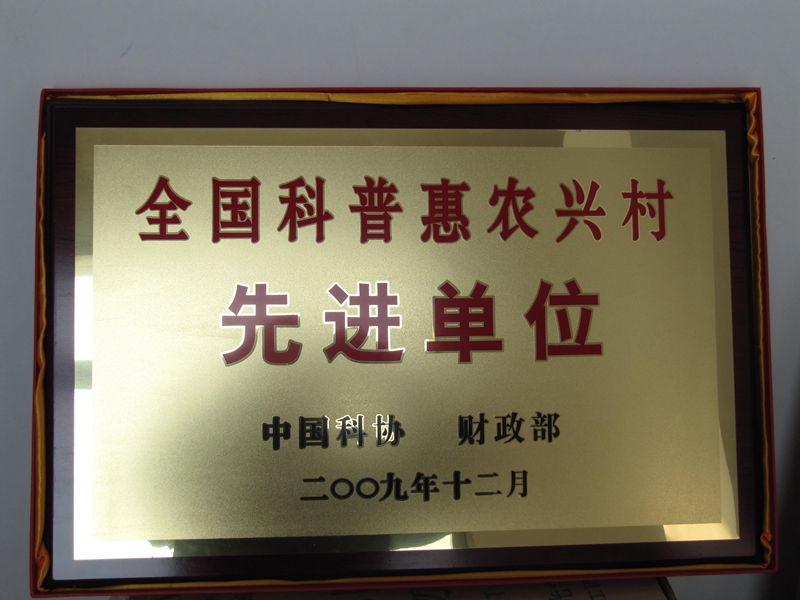 全国科普惠农兴村
先进单位
中国科协 财政部
二〇〇九年十二月